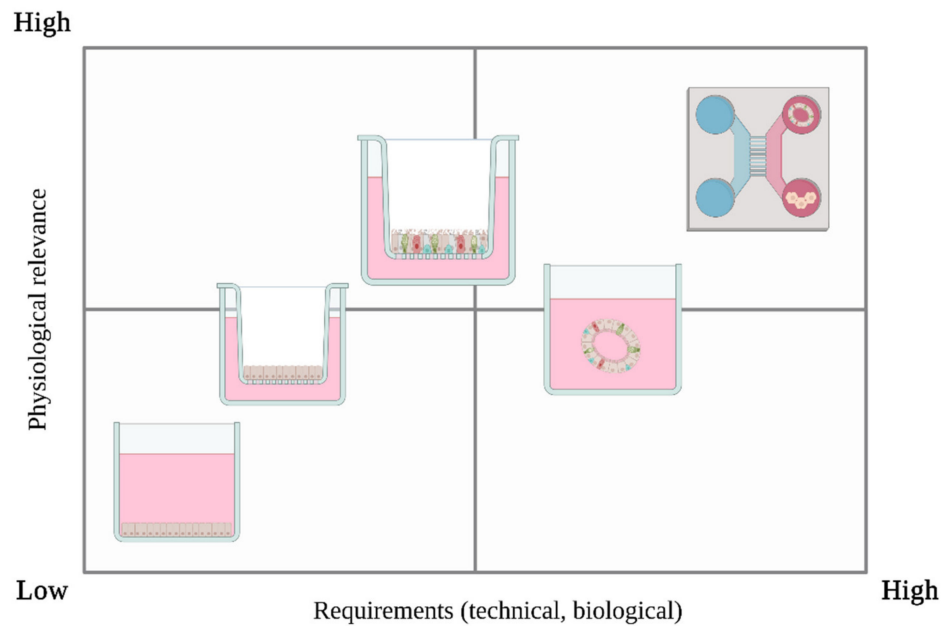 High
Physiological relevance
Low
High
Requirements (technical, biological)